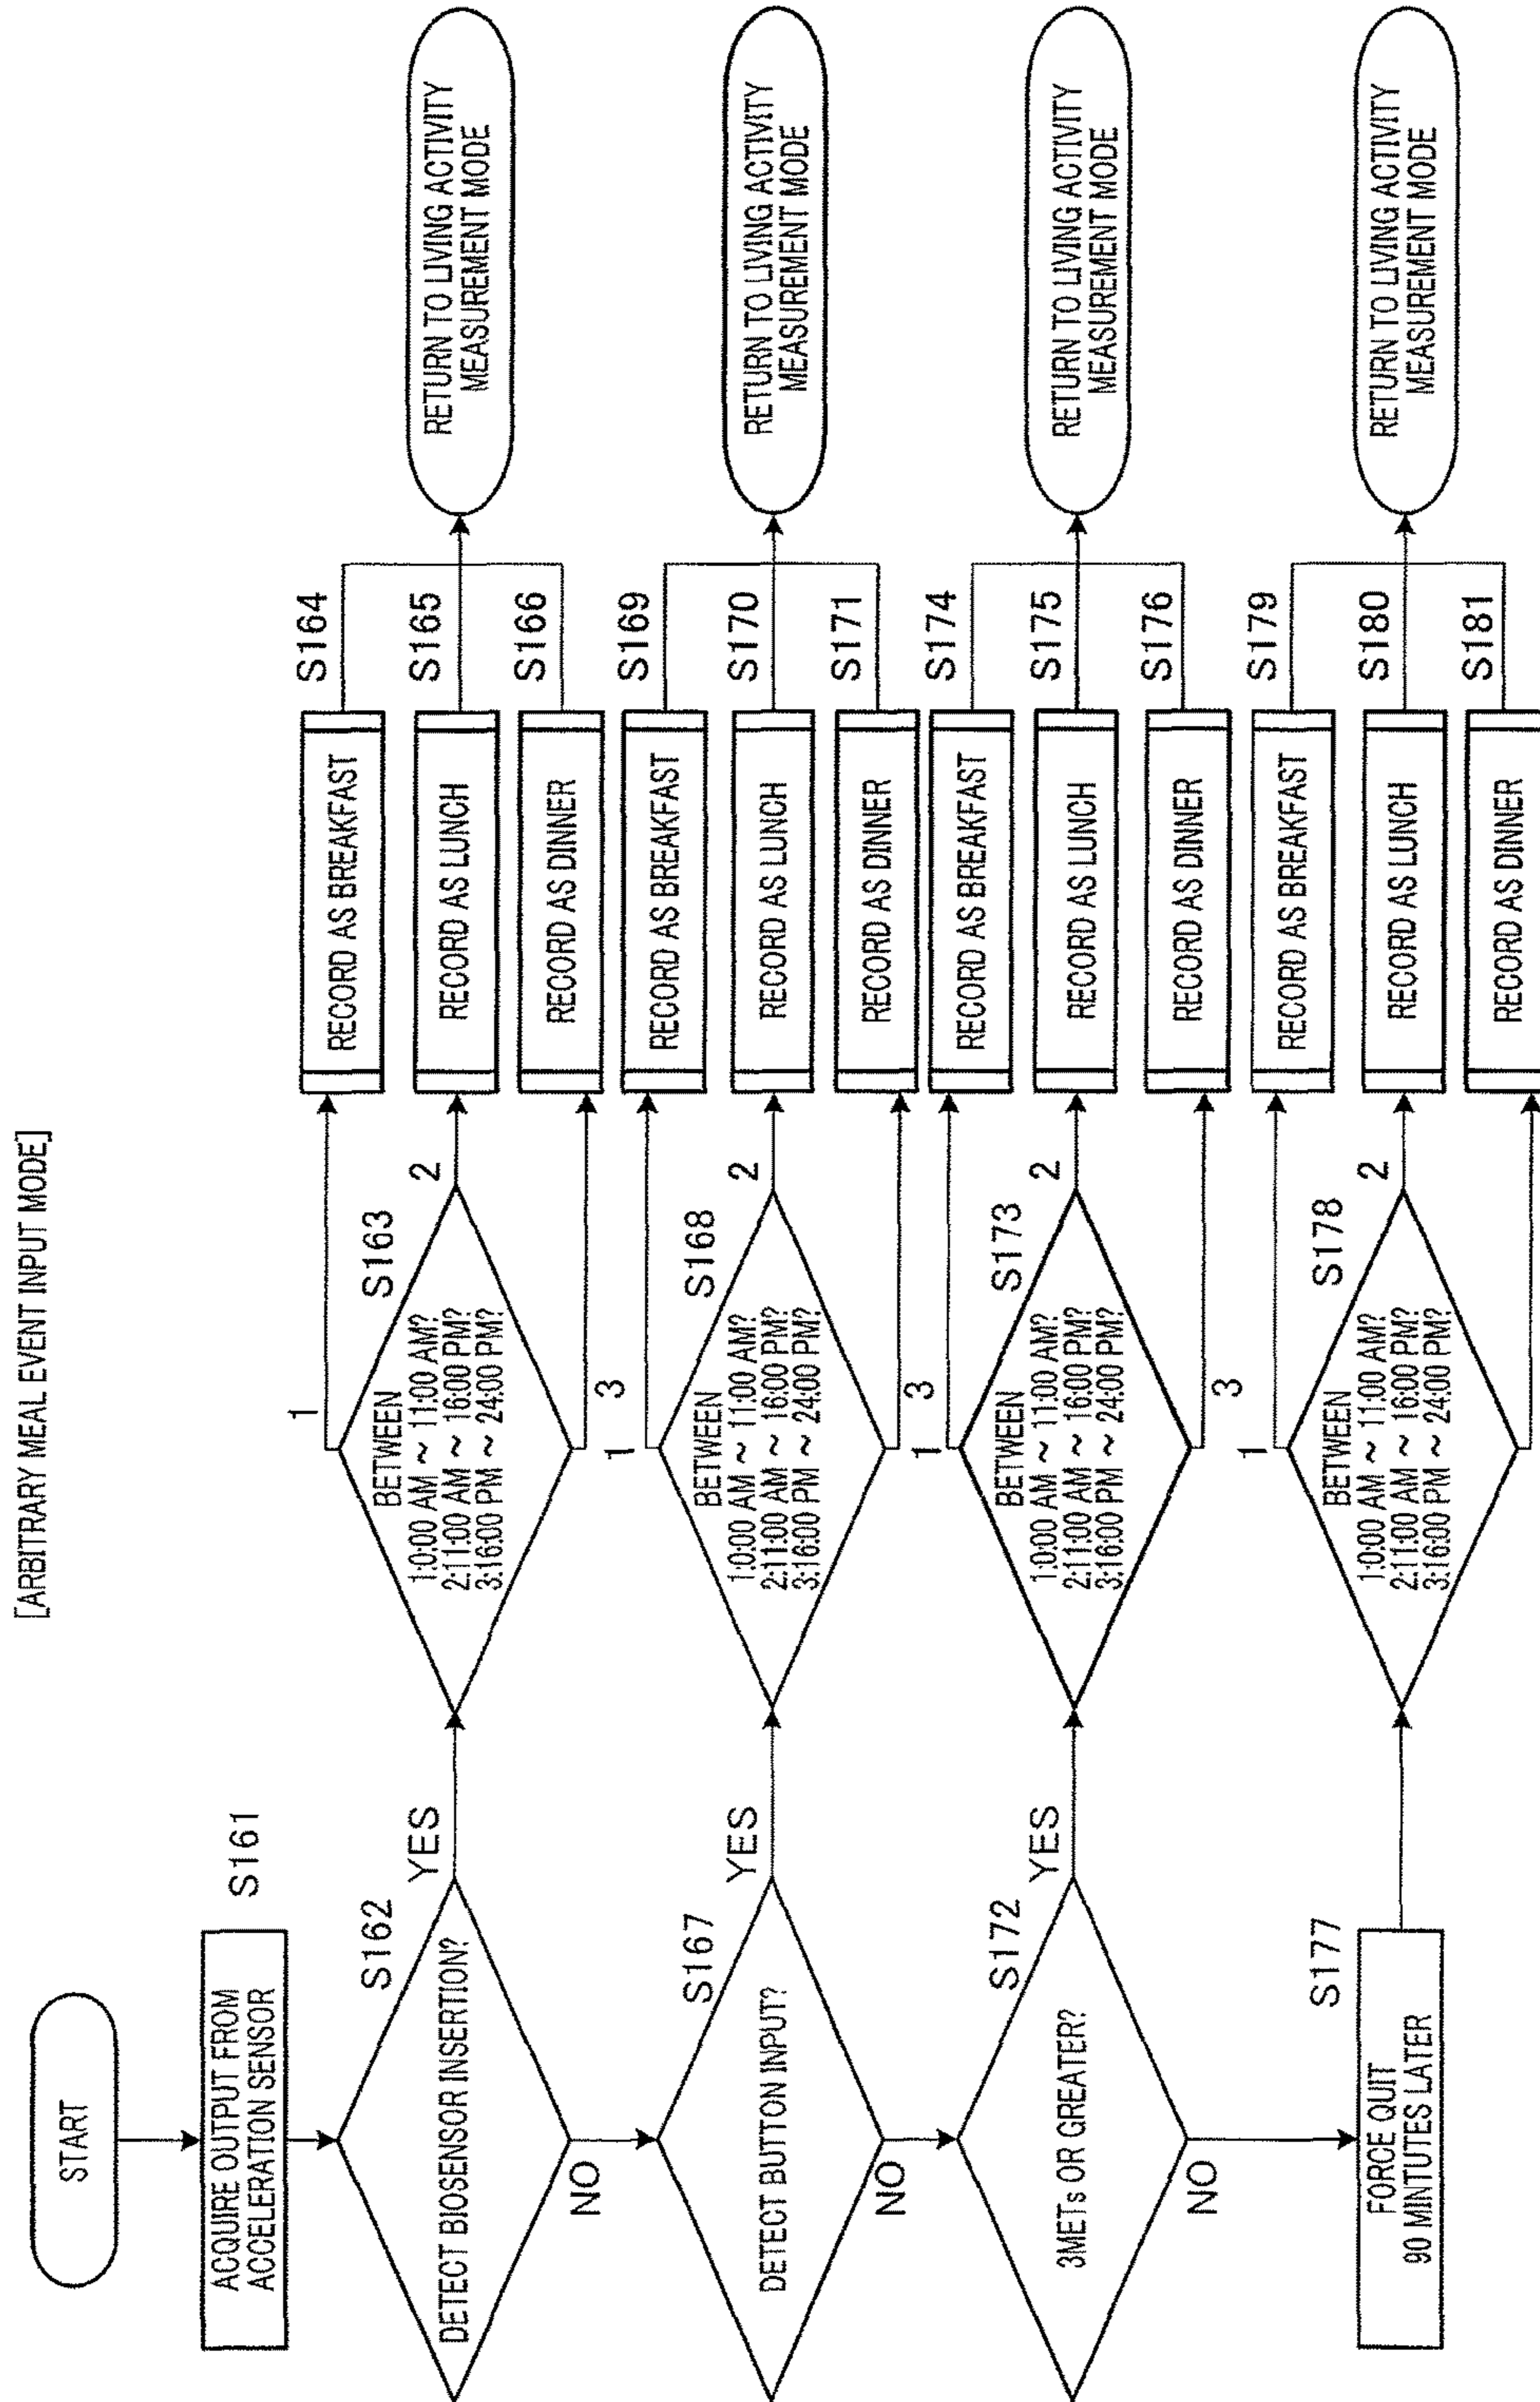 [ARBITRARY MEAL EVENT INPUT MODE]
START
ACQUIRE OUTPUT FROM
ACCELERATION SENSOR
S161
DETECT BIOSENSOR INSERTION?
S162
YES
NO
BETWEEN
1:0:00 AM ~ 11:00 AM?
2:11:00 AM ~ 16:00 PM?
3:16:00 PM ~ 24:00 PM?
S163
1
2
3
RECORD AS BREAKFAST
S164
RECORD AS LUNCH
S165
RECORD AS DINNER
S166
RETURN TO LIVING ACTIVITY
MEASUREMENT MODE
DETECT BUTTON INPUT?
S167
YES
NO
BETWEEN
1:0:00 AM ~ 11:00 AM?
2:11:00 AM ~ 16:00 PM?
3:16:00 PM ~ 24:00 PM?
S168
1
2
3
RECORD AS BREAKFAST
S169
RECORD AS LUNCH
S170
RECORD AS DINNER
S171
RETURN TO LIVING ACTIVITY
MEASUREMENT MODE
3METs OR GREATER?
S172
YES
NO
BETWEEN
1:0:00 AM ~ 11:00 AM?
2:11:00 AM ~ 16:00 PM?
3:16:00 PM ~ 24:00 PM?
S173
1
2
3
RECORD AS BREAKFAST
S174
RECORD AS LUNCH
S175
RECORD AS DINNER
S176
RETURN TO LIVING ACTIVITY
MEASUREMENT MODE
FORCE QUIT
90 MINTUTES LATER
S177
BETWEEN
1:0:00 AM ~ 11:00 AM?
2:11:00 AM ~ 16:00 PM?
3:16:00 PM ~ 24:00 PM?
S178
1
2
RECORD AS BREAKFAST
S179
RECORD AS LUNCH
S180
RECORD AS DINNER
S181
RETURN TO LIVING ACTIVITY
MEASUREMENT MODE